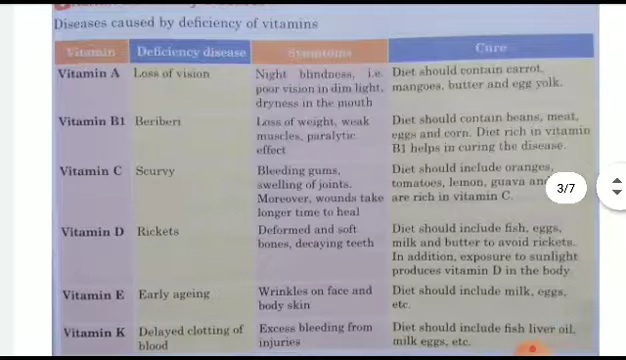 Diseases caused by deficiency of vitamins
Vitamin Deficiency disease Symptoms Cure
Vitamin A Loss of vision Night blindness, i.e. poor vision in dim light, dryness in the mouth Diet should contain carrot, mangoes, butter and egg yolk.
Vitamin B1 Beriberi Loss of weight, weak muscles, paralytic effect Diet should contain beans, meat, eggs and corn. Diet rich in vitamin B1 helps in curing the disease.
Vitamin C Scurvy Bleeding gums, swelling of joints. Moreover, wounds take longer time to heal Diet should include oranges, tomatoes, lemon, guava and are rich in vitamin C.
3/7
Vitamin D Rickets Deformed and soft bones, decaying teeth Diet should include fish, eggs, milk and butter to avoid rickets. In addition, exposure to sunlight produces vitamin D in the body
Vitamin E Early ageing Wrinkles on face and body skin Diet should include milk, eggs, etc.
Vitamin K Delayed clotting of blood Excess bleeding from injuries Diet should include fish liver oil, milk eggs, etc.